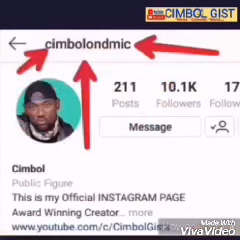 CIMBOL GIST
cimbolondmic
211 10.1K 17
Posts Followers Follow
Message
Cimbol
Public Figure
This is my Official INSTAGRAM PAGE
Award Winning Creator... more
www.youtube.com/c/CimbolGist
Made With
VivaVideo